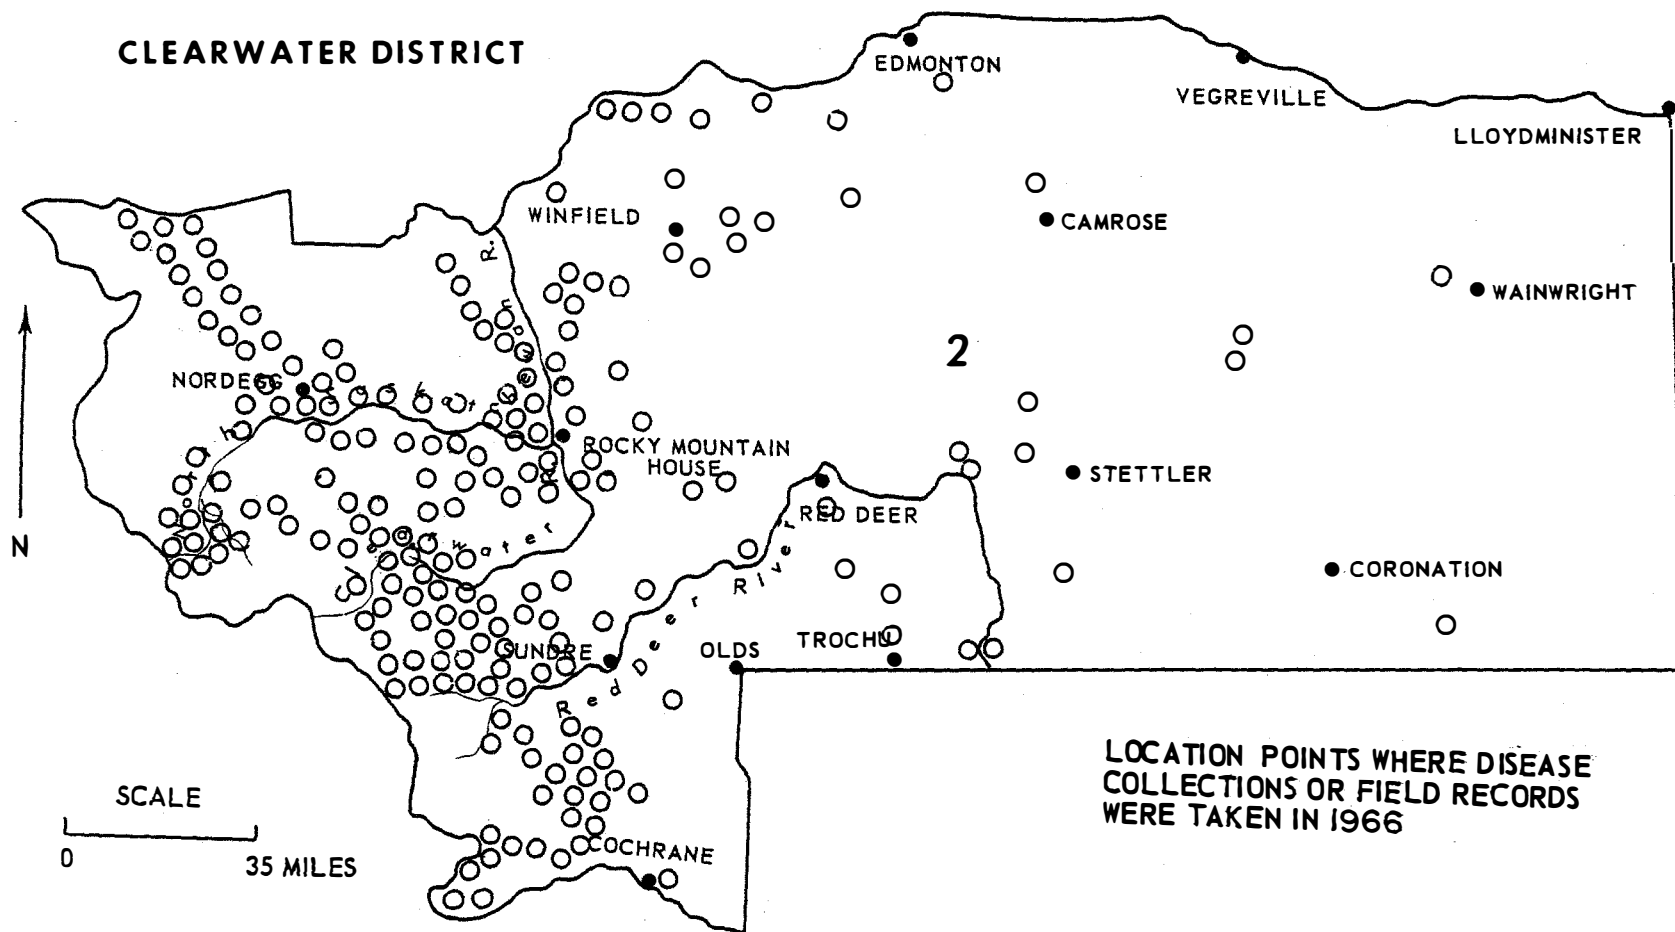 CLEARWATER DISTRICT
EDMONTON
VEGREVILLE
LLOYDMINISTER
WINFIELD
CAMROSE
WAINWRIGHT
2
NORDEGG
ROCKY MOUNTAIN
HOUSE
STETTLER
RED DEER
N
Clearwater
CORONATION
SUNDRE
OLDS
TROCHU
Red Deer River
LOCATION POINTS WHERE DISEASE
COLLECTIONS OR FIELD RECORDS
WERE TAKEN IN 1966
SCALE
0
35 MILES
COCHRANE